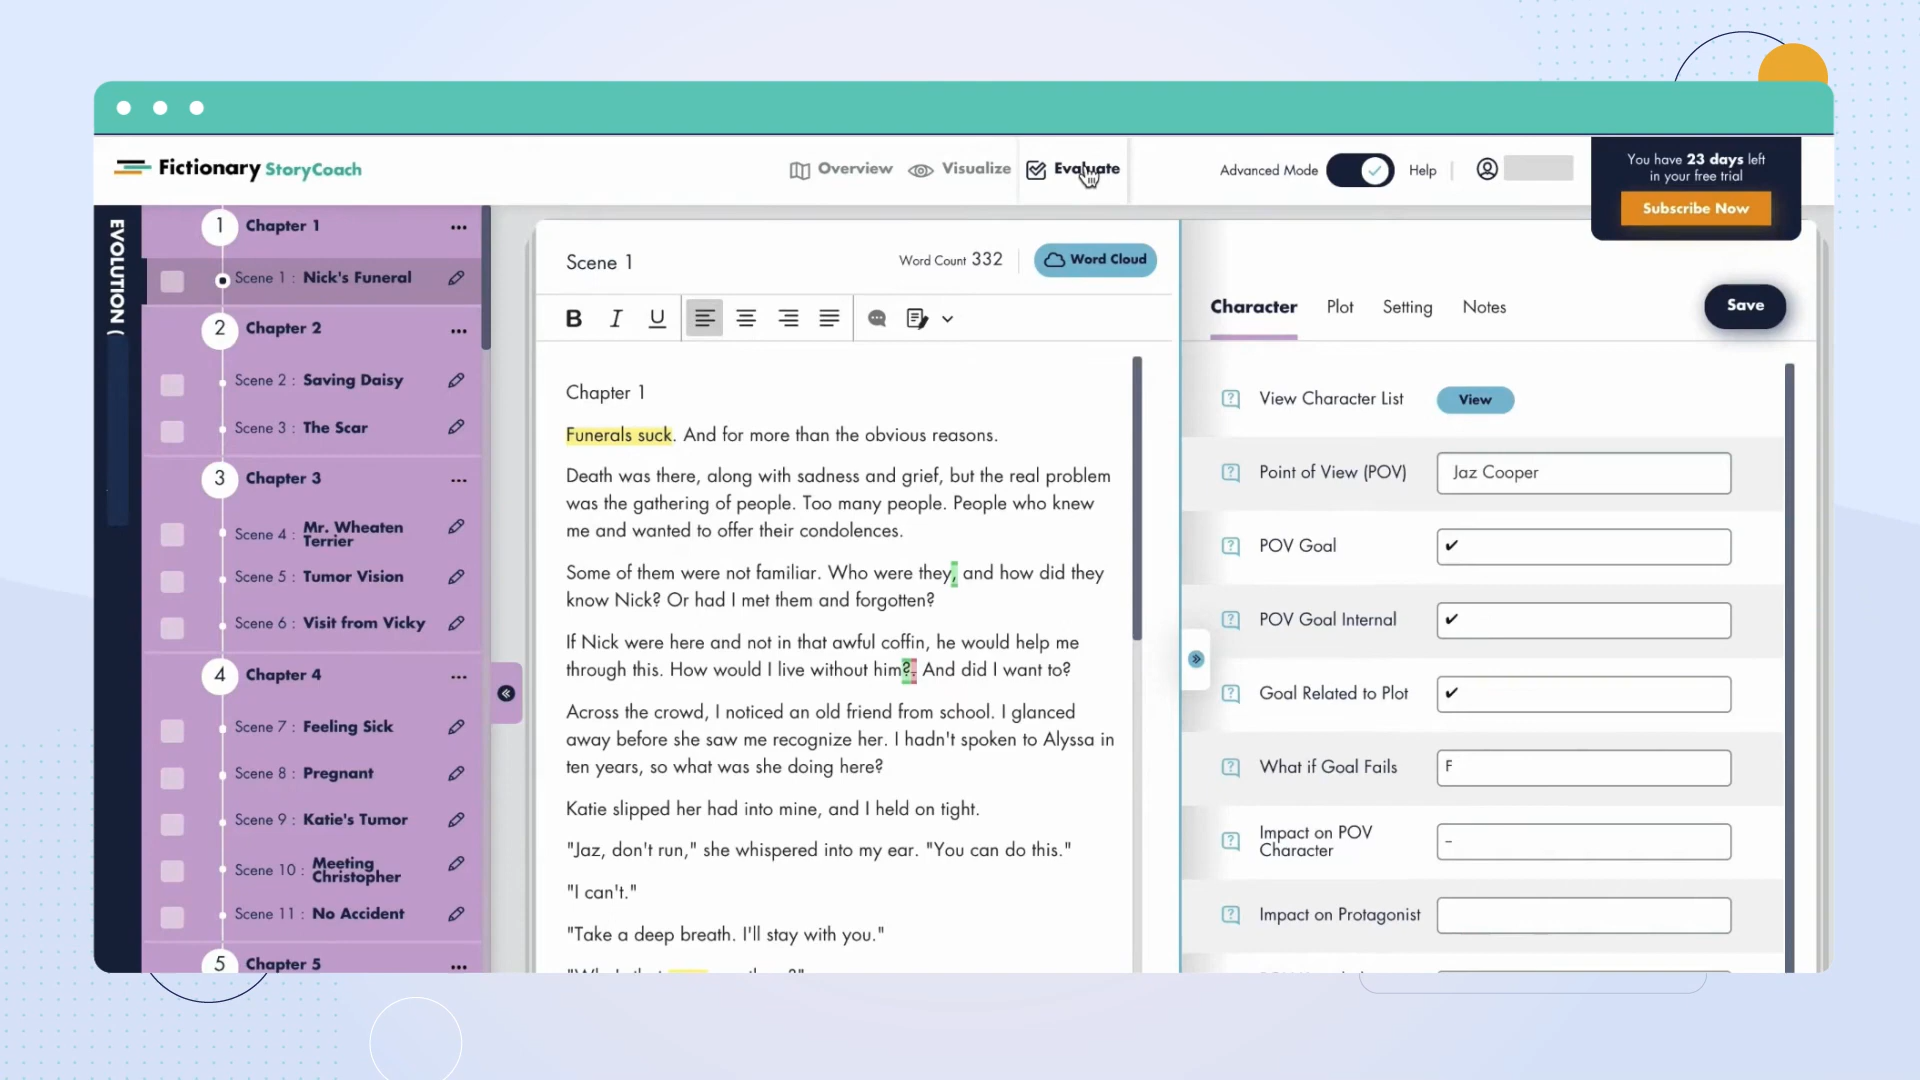 Fictionary StoryCoach
Overview
Visualize
Evaluate
Advanced Mode
Help
You have 23 days left
in your free trial
Subscribe Now
EVOLUTION (
1 Chapter 1
Scene 1 : Nick's Funeral
2 Chapter 2
Scene 2 : Saving Daisy
Scene 3 : The Scar
3 Chapter 3
Scene 4 : Mr. Wheaten
Terrier
Scene 5 : Tumor Vision
Scene 6 : Visit from Vicky
4 Chapter 4
Scene 7 : Feeling Sick
Scene 8 : Pregnant
Scene 9 : Katie's Tumor
Scene 10 : Meeting
Christopher
Scene 11 : No Accident
5 Chapter 5
Scene 1
Word Count 332
Word Cloud
B I U
Chapter 1
Funerals suck. And for more than the obvious reasons.
Death was there, along with sadness and grief, but the real problem
was the gathering of people. Too many people. People who knew
me and wanted to offer their condolences.
Some of them were not familiar. Who were they, and how did they
know Nick? Or had I met them and forgotten?
If Nick were here and not in that awful coffin, he would help me
through this. How would I live without him?. And did I want to?
Across the crowd, I noticed an old friend from school. I glanced
away before she saw me recognize her. I hadn't spoken to Alyssa in
ten years, so what was she doing here?
Katie slipped her had into mine, and I held on tight.
"Jaz, don't run," she whispered into my ear. "You can do this."
"I can't."
"Take a deep breath. I'll stay with you."
Character
Plot
Setting
Notes
Save
View Character List
View
Point of View (POV)
Jaz Cooper
POV Goal
✔
POV Goal Internal
✔
Goal Related to Plot
✔
What if Goal Fails
F
Impact on POV
Character
–
Impact on Protagonist